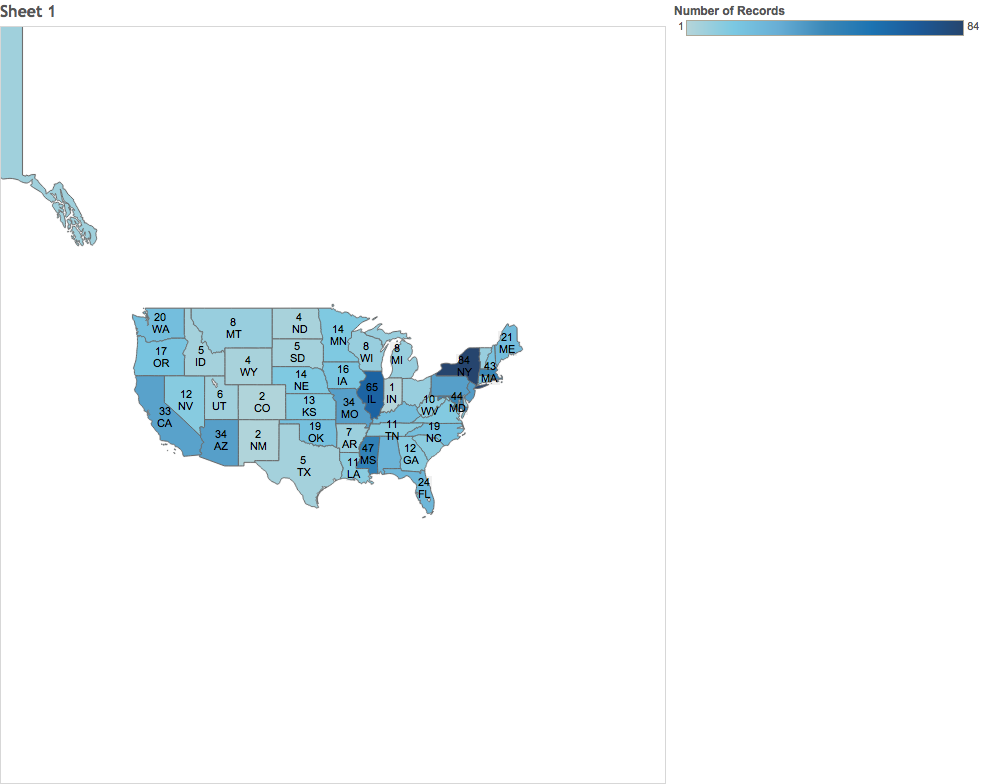 Sheet 1
Number of Records
1
84
20
WA
8
MT
4
ND
14
MN
17
OR
5
ID
5
SD
8
WI
8
MI
84
NY
21
ME
43
MA
4
WY
14
NE
16
IA
65
IL
1
IN
12
NV
6
UT
2
CO
13
KS
34
MO
10
WV
44
MD
33
CA
34
AZ
2
NM
19
OK
7
AR
11
TN
19
NC
5
TX
11
LA
47
MS
12
GA
24
FL